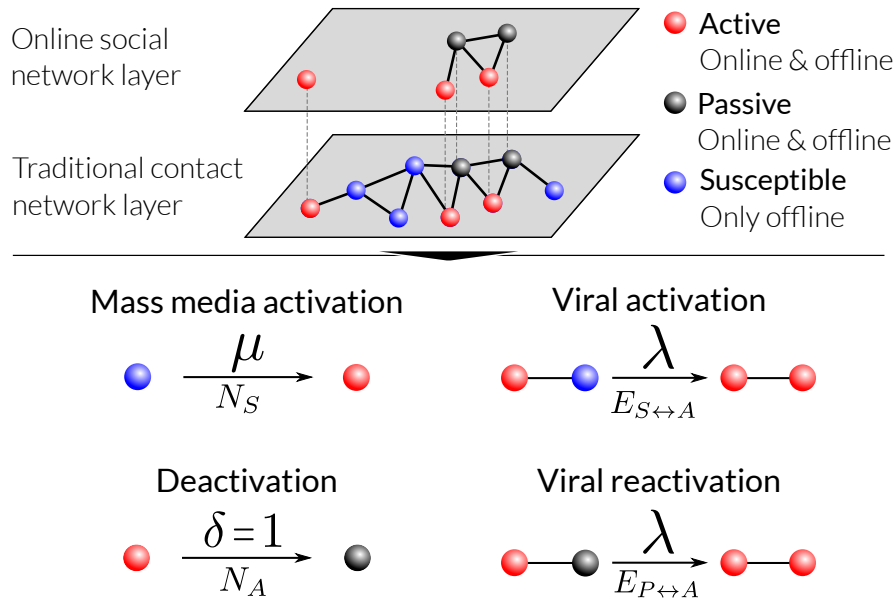 Online social
network layer
Active
Online & offline
Passive
Online & offline
Traditional contact
network layer
Susceptible
Only offline
Mass media activation
μ
N_S
Viral activation
λ
E_{S↔A}
Deactivation
δ = 1
N_A
Viral reactivation
λ
E_{P↔A}